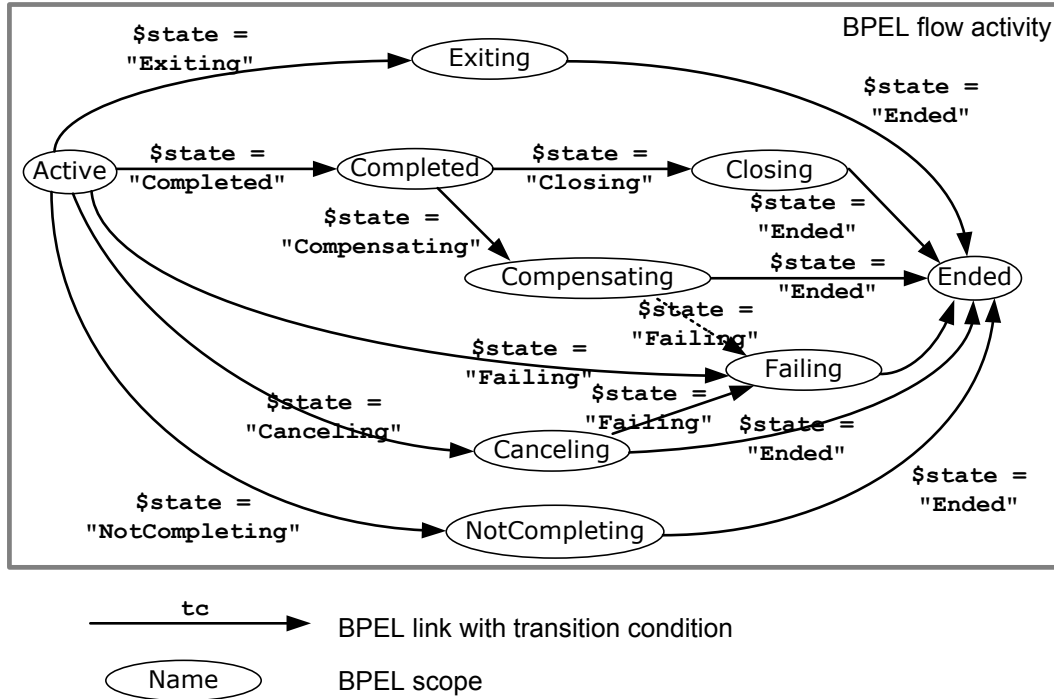 BPEL flow activity
$state =
"Exiting"
Exiting
$state =
"Ended"
Active
$state =
"Completed"
Completed
$state =
"Closing"
Closing
$state =
"Ended"
$state =
"Compensating"
Compensating
$state =
"Ended"
Ended
$state =
"Failing"
$state =
"Failing"
Failing
$state =
"Canceling"
$state =
"Failing"
Canceling
$state =
"Ended"
$state =
"NotCompleting"
NotCompleting
$state =
"Ended"
tc
BPEL link with transition condition
Name
BPEL scope